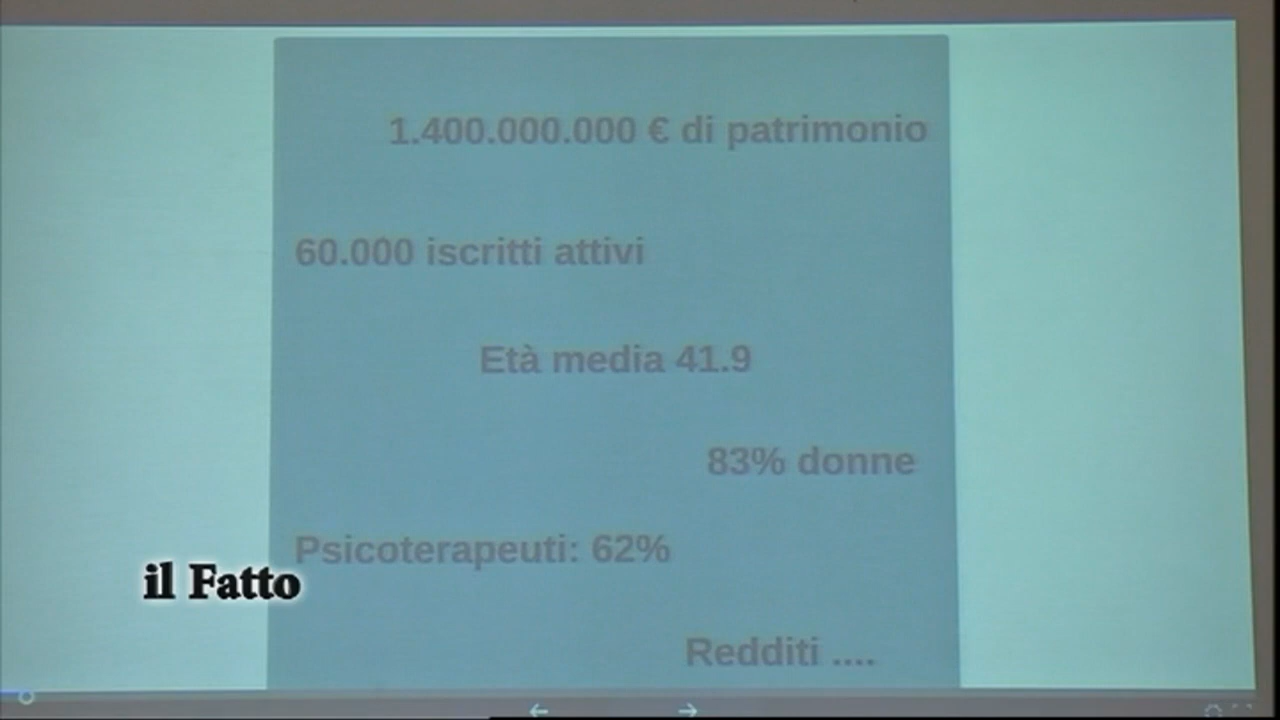 1.400.000.000 € di patrimonio
60.000 iscritti attivi
Età media 41.9
83% donne
Psicoterapeuti: 62%
il Fatto
Redditi ....